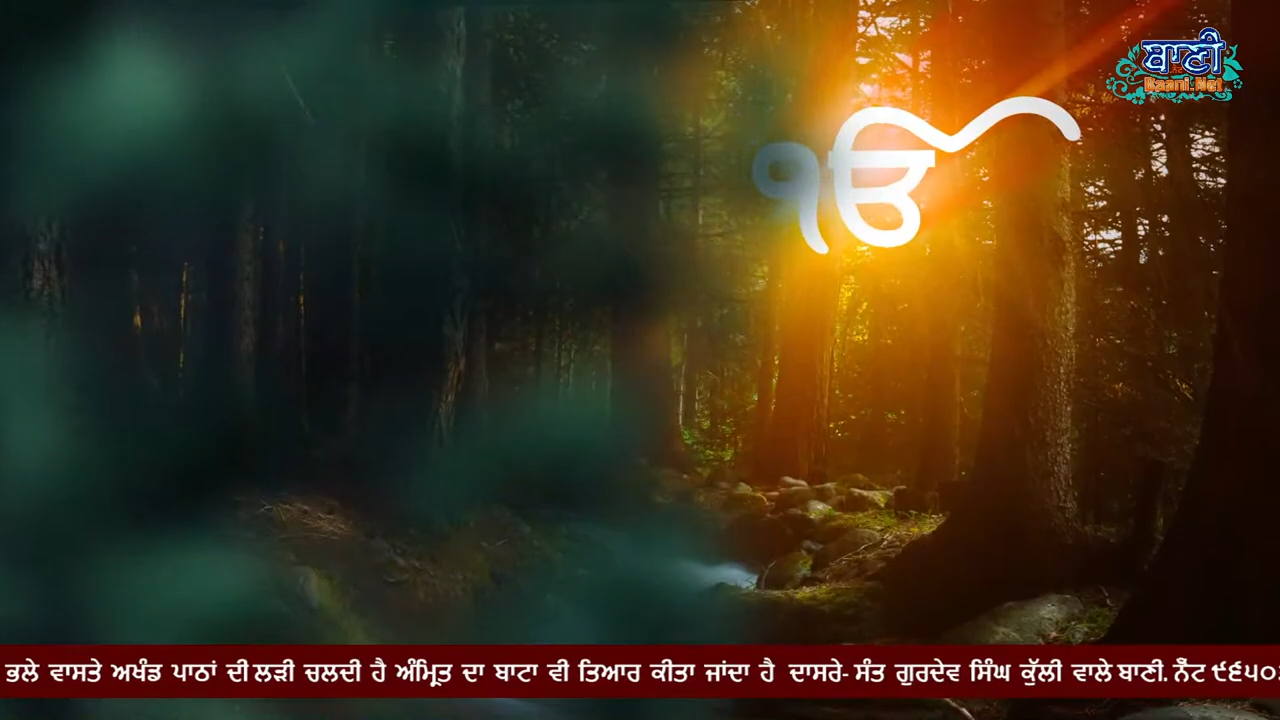 ਬਾਣੀ
Baani.Net
ੴ
ਭਲੇ ਵਾਸਤੇ ਅਖੰਡ ਪਾਠਾਂ ਦੀ ਲੜੀ ਚਲਦੀ ਹੈ ਅੰਮ੍ਰਿਤ ਦਾ ਬਾਟਾ ਵੀ ਤਿਆਰ ਕੀਤਾ ਜਾਂਦਾ ਹੈ ਦਾਸਰੇ- ਸੰਤ ਗੁਰਦੇਵ ਸਿੰਘ ਕੁੱਲੀ ਵਾਲੇ ਬਾਣੀ. ਨੈੱਟ ੯੬੫੦